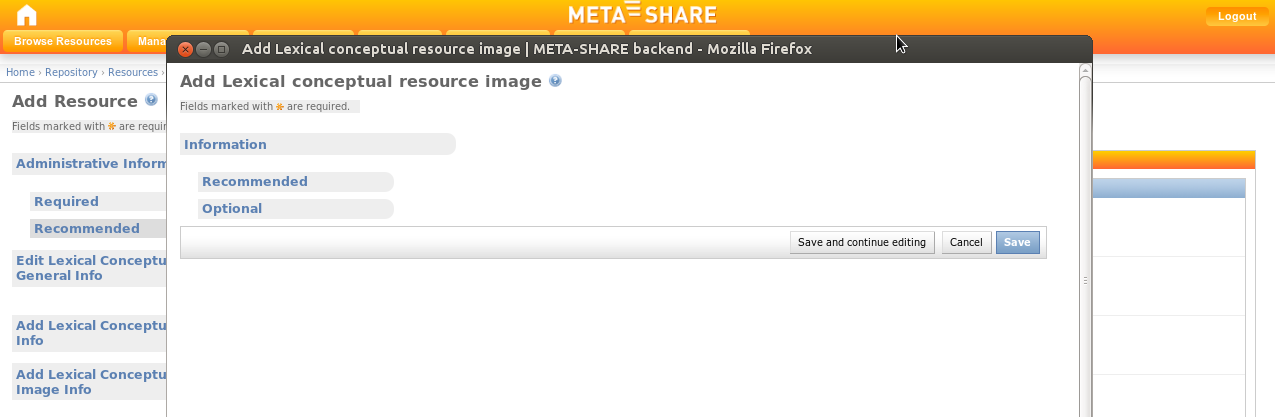 META SHARE
Logout
Browse Resources
Mana
Add Lexical conceptual resource image | META-SHARE backend - Mozilla Firefox
Home › Repository › Resources ›
Add Resource
Fields marked with * are requir
Administrative Inform
Required
Recommended
Edit Lexical Conceptu
General Info
Add Lexical Conceptu
Info
Add Lexical Conceptu
Image Info
Add Lexical conceptual resource image
Fields marked with * are required.
Information
Recommended
Optional
Save and continue editing
Cancel
Save